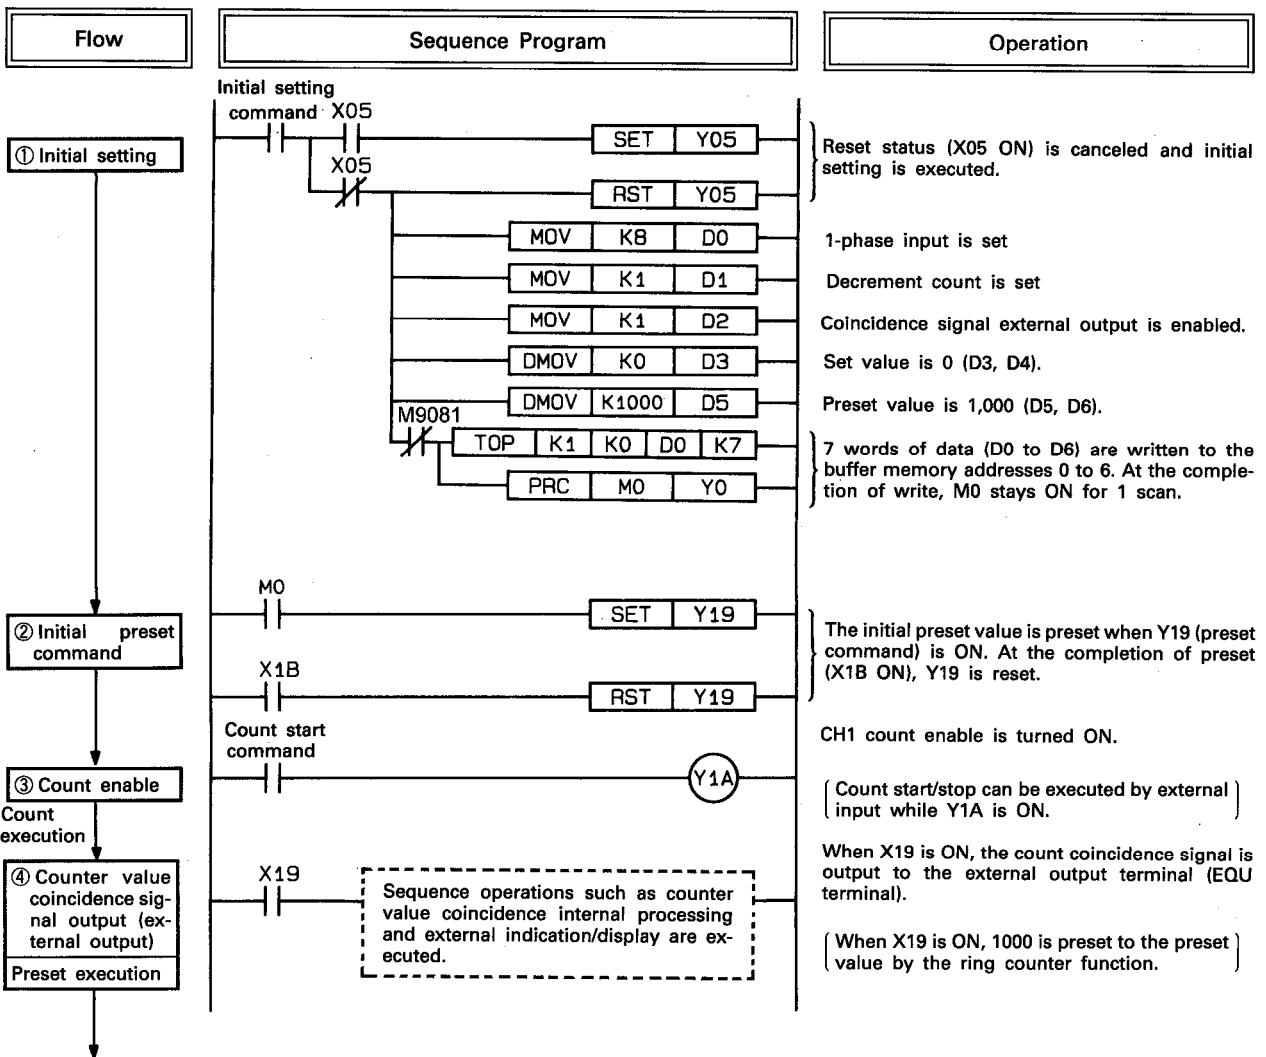 Flow
Sequence Program
Operation
Initial setting
command X05
SET Y05
① Initial setting
X05
RST Y05
Reset status (X05 ON) is canceled and initial
setting is executed.
MOV K8 D0
1-phase input is set
MOV K1 D1
Decrement count is set
MOV K1 D2
Coincidence signal external output is enabled.
DMOV K0 D3
Set value is 0 (D3, D4).
DMOV K1000 D5
Preset value is 1,000 (D5, D6).
M9081
TOP K1 K0 D0 K7
PRC M0 Y0
7 words of data (D0 to D6) are written to the
buffer memory addresses 0 to 6. At the comple-
tion of write, M0 stays ON for 1 scan.
M0
SET Y19
② Initial preset
command
X1B
RST Y19
The initial preset value is preset when Y19 (preset
command) is ON. At the completion of preset
(X1B ON), Y19 is reset.
Count start
command
Y1A
CH1 count enable is turned ON.
③ Count enable
Count start/stop can be executed by external
input while Y1A is ON.
Count
execution
④ Counter value
coincidence sig-
nal output (ex-
ternal output)
Preset execution
X19
Sequence operations such as counter
value coincidence internal processing
and external indication/display are ex-
ecuted.
When X19 is ON, the count coincidence signal is
output to the external output terminal (EQU
terminal).
When X19 is ON, 1000 is preset to the preset
value by the ring counter function.